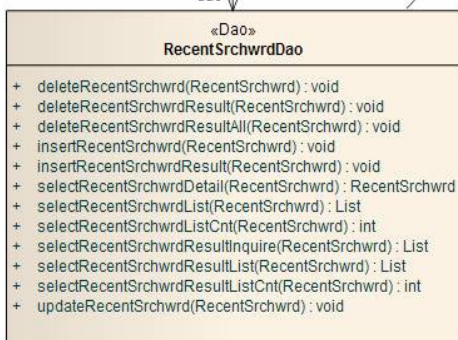 «Dao»
RecentSrchwrdDao
+ deleteRecentSrchwrd(RecentSrchwrd) : void
+ deleteRecentSrchwrdResult(RecentSrchwrd) : void
+ deleteRecentSrchwrdResultAll(RecentSrchwrd) : void
+ insertRecentSrchwrd(RecentSrchwrd) : void
+ insertRecentSrchwrdResult(RecentSrchwrd) : void
+ selectRecentSrchwrdDetail(RecentSrchwrd) : RecentSrchwrd
+ selectRecentSrchwrdList(RecentSrchwrd) : List
+ selectRecentSrchwrdListCnt(RecentSrchwrd) : int
+ selectRecentSrchwrdResultInquire(RecentSrchwrd) : List
+ selectRecentSrchwrdResultList(RecentSrchwrd) : List
+ selectRecentSrchwrdResultListCnt(RecentSrchwrd) : int
+ updateRecentSrchwrd(RecentSrchwrd) : void